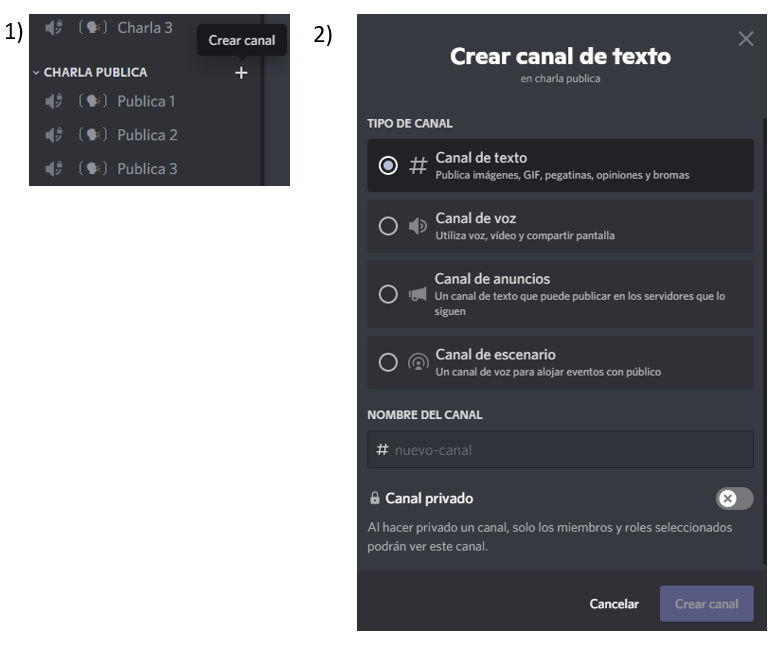 1)
Charla 3
Crear canal
CHARLA PUBLICA
Publica 1
Publica 2
Publica 3
2)
Crear canal de texto
en charla publica
TIPO DE CANAL
Canal de texto
Publica imágenes, GIF, pegatinas, opiniones y bromas
Canal de voz
Utiliza voz, vídeo y compartir pantalla
Canal de anuncios
Un canal de texto que puede publicar en los servidores que lo
siguen
Canal de escenario
Un canal de voz para alojar eventos con público
NOMBRE DEL CANAL
# nuevo-canal
Canal privado
Al hacer privado un canal, solo los miembros y roles seleccionados
podrán ver este canal.
Cancelar
Crear canal